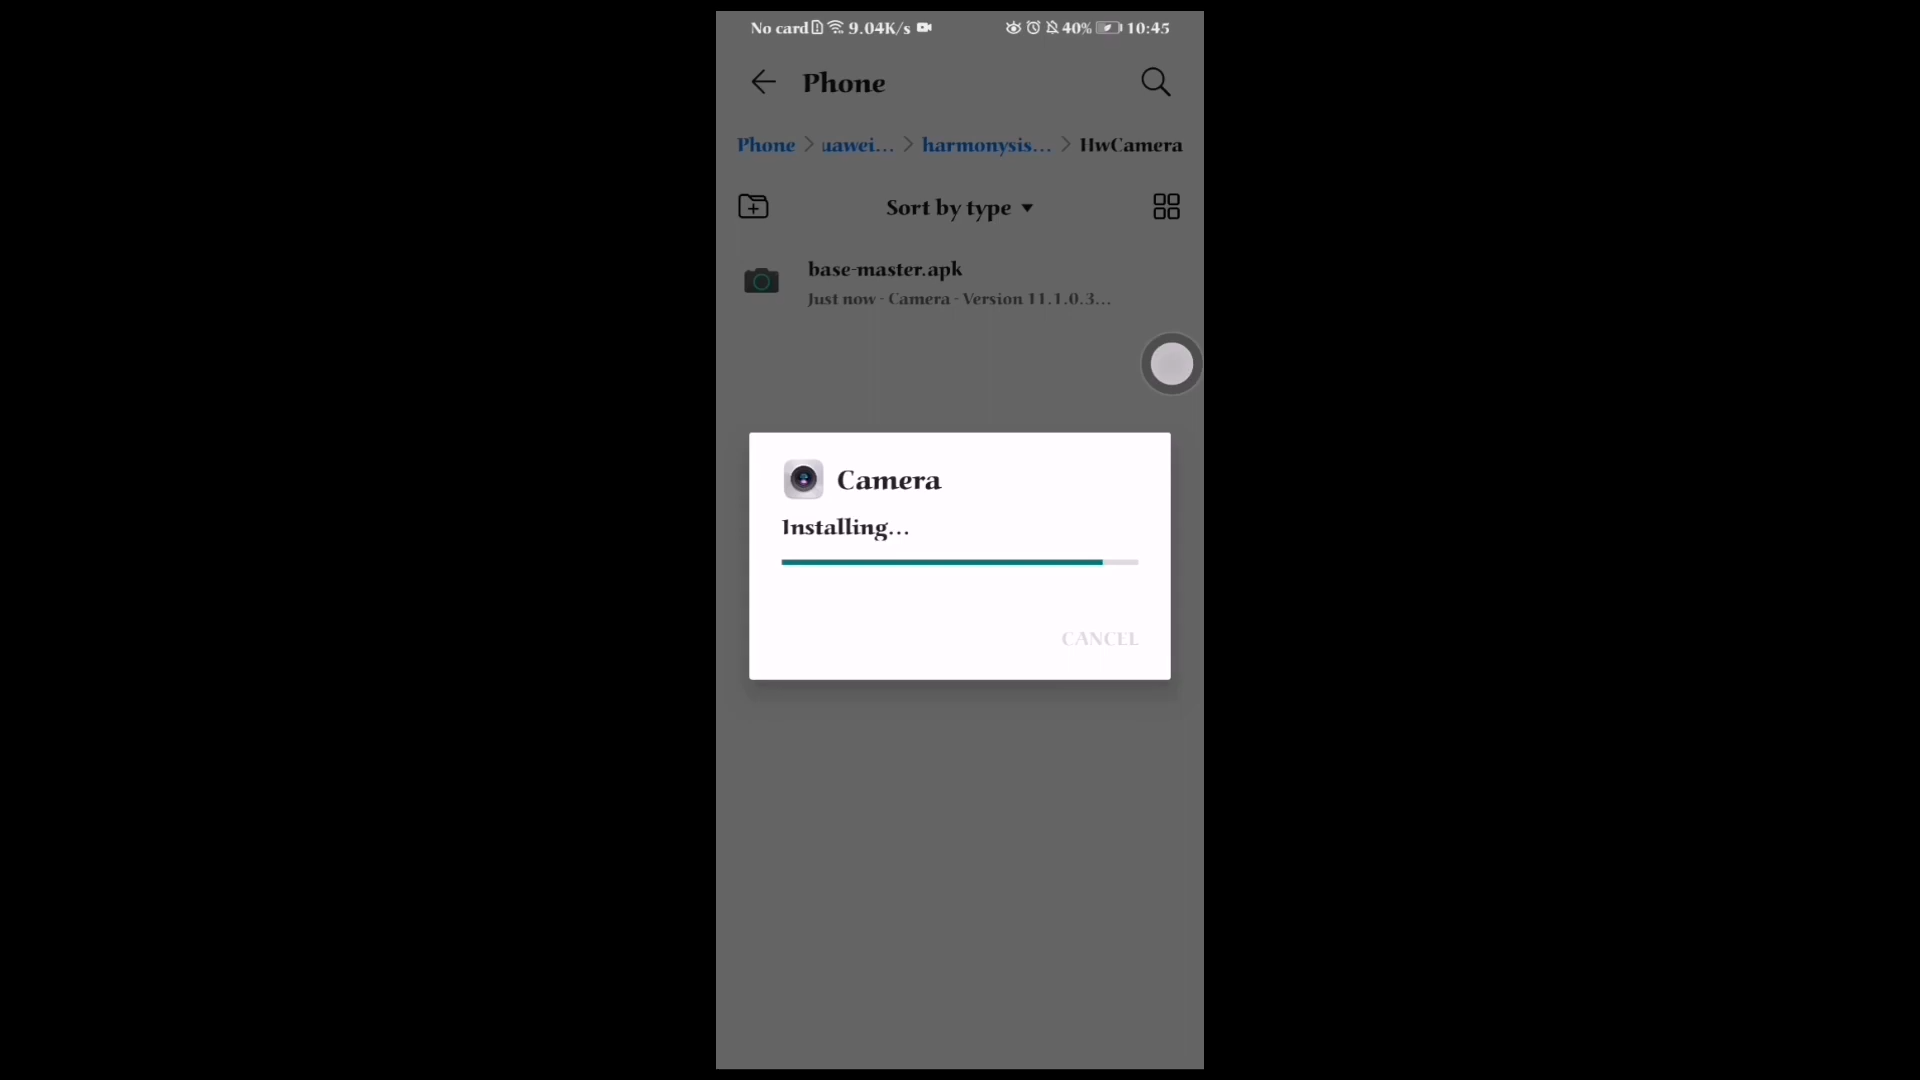 No card 9.04K/s 40% 10:45
Phone
Phone > uawei... > harmonysis... > HwCamera
Sort by type
base-master.apk
Just now - Camera - Version 11.1.0.3...
Camera
Installing...
CANCEL